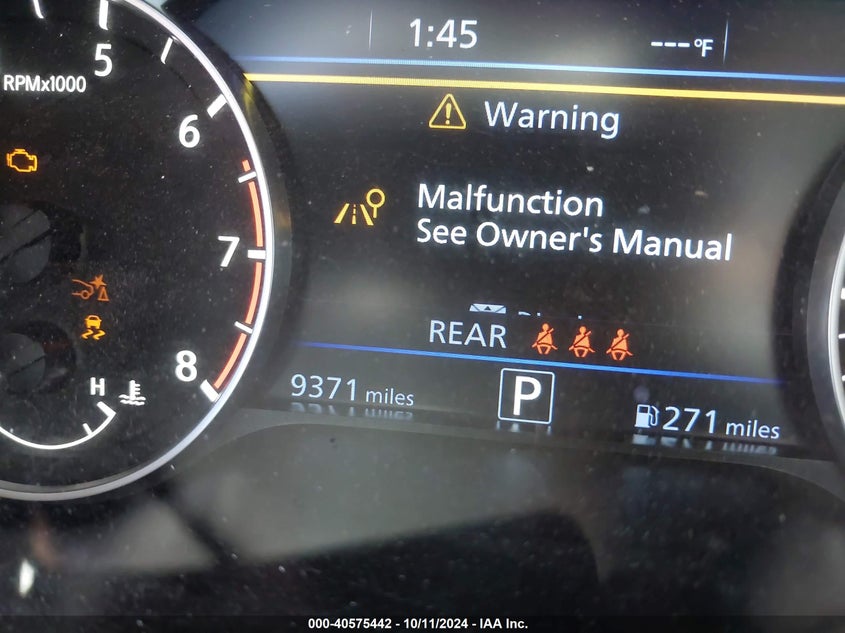 1:45
---°F
5
RPMx1000
Warning
6
Malfunction
See Owner's Manual
7
REAR
8
H
9371 miles
P
271 miles
000-40575442 - 10/11/2024 - IAA Inc.